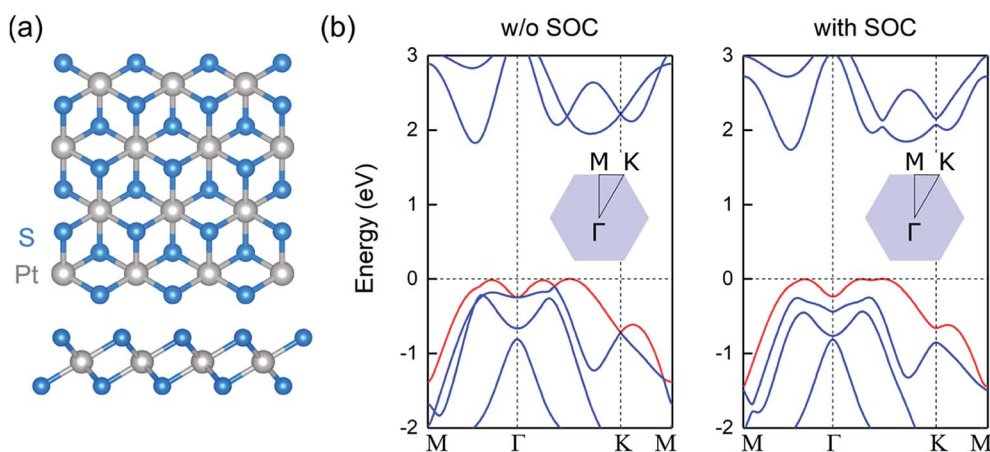 (a)
S
Pt
(b)
w/o SOC
with SOC
Energy (eV)
3
2
1
0
-1
-2
M
Γ
K
M
M
K
Γ
3
2
1
0
-1
-2
M
Γ
K
M
M
K
Γ